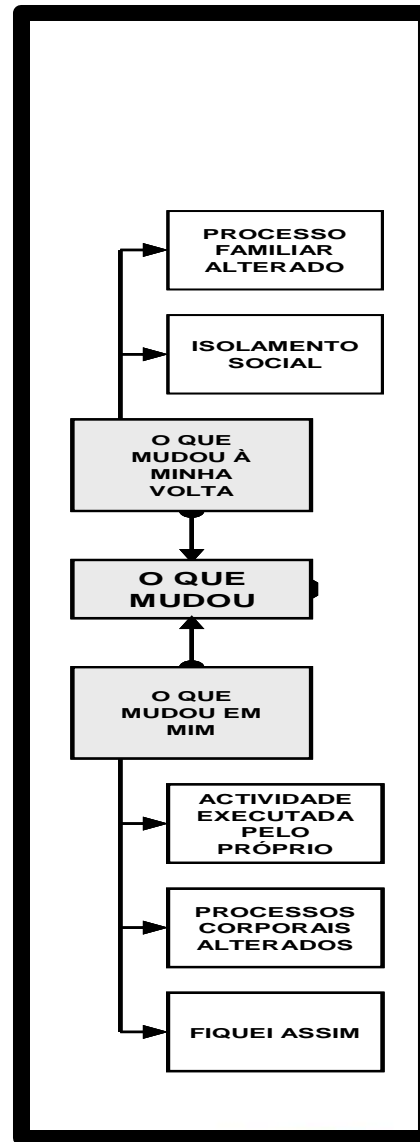 PROCESSO
FAMILIAR
ALTERADO
ISOLAMENTO
SOCIAL
O QUE
MUDOU À
MINHA
VOLTA
O QUE
MUDOU
O QUE
MUDOU EM
MIM
ACTIVIDADE
EXECUTADA
PELO
PRÓPRIO
PROCESSOS
CORPORAIS
ALTERADOS
FIQUEI ASSIM